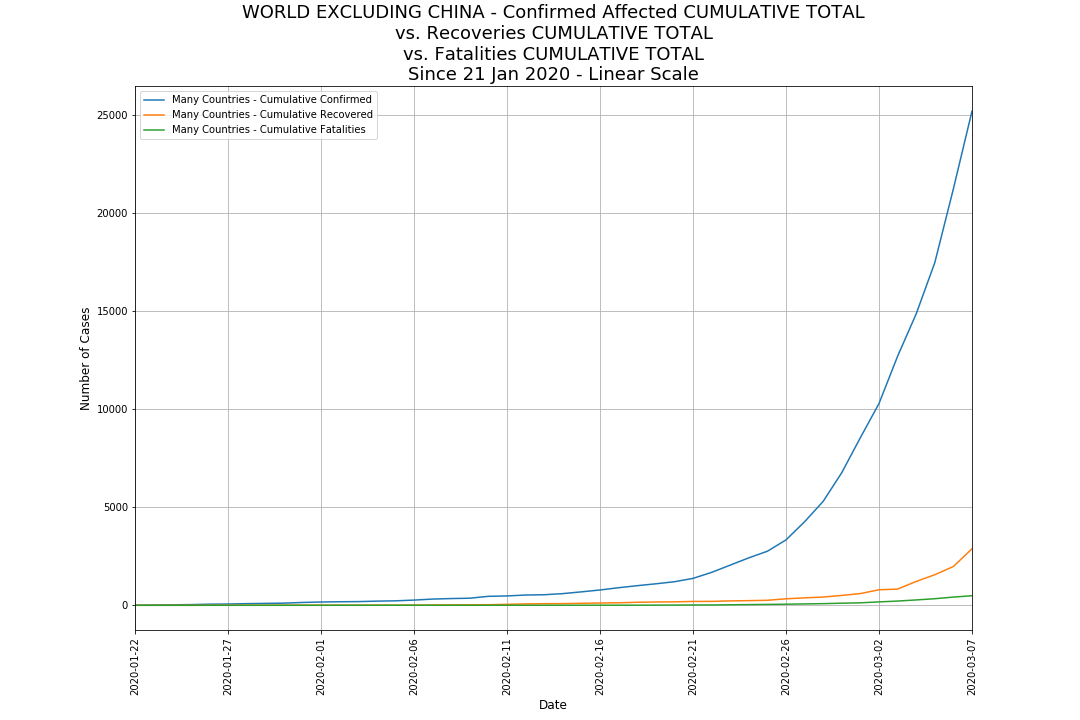 WORLD EXCLUDING CHINA - Confirmed Affected CUMULATIVE TOTAL
vs. Recoveries CUMULATIVE TOTAL
vs. Fatalities CUMULATIVE TOTAL
Since 21 Jan 2020 - Linear Scale
Many Countries - Cumulative Confirmed
Many Countries - Cumulative Recovered
Many Countries - Cumulative Fatalities
Number of Cases
25000
20000
15000
10000
5000
0
2020-01-22
2020-01-27
2020-02-01
2020-02-06
2020-02-11
2020-02-16
2020-02-21
2020-02-26
2020-03-02
2020-03-07
Date